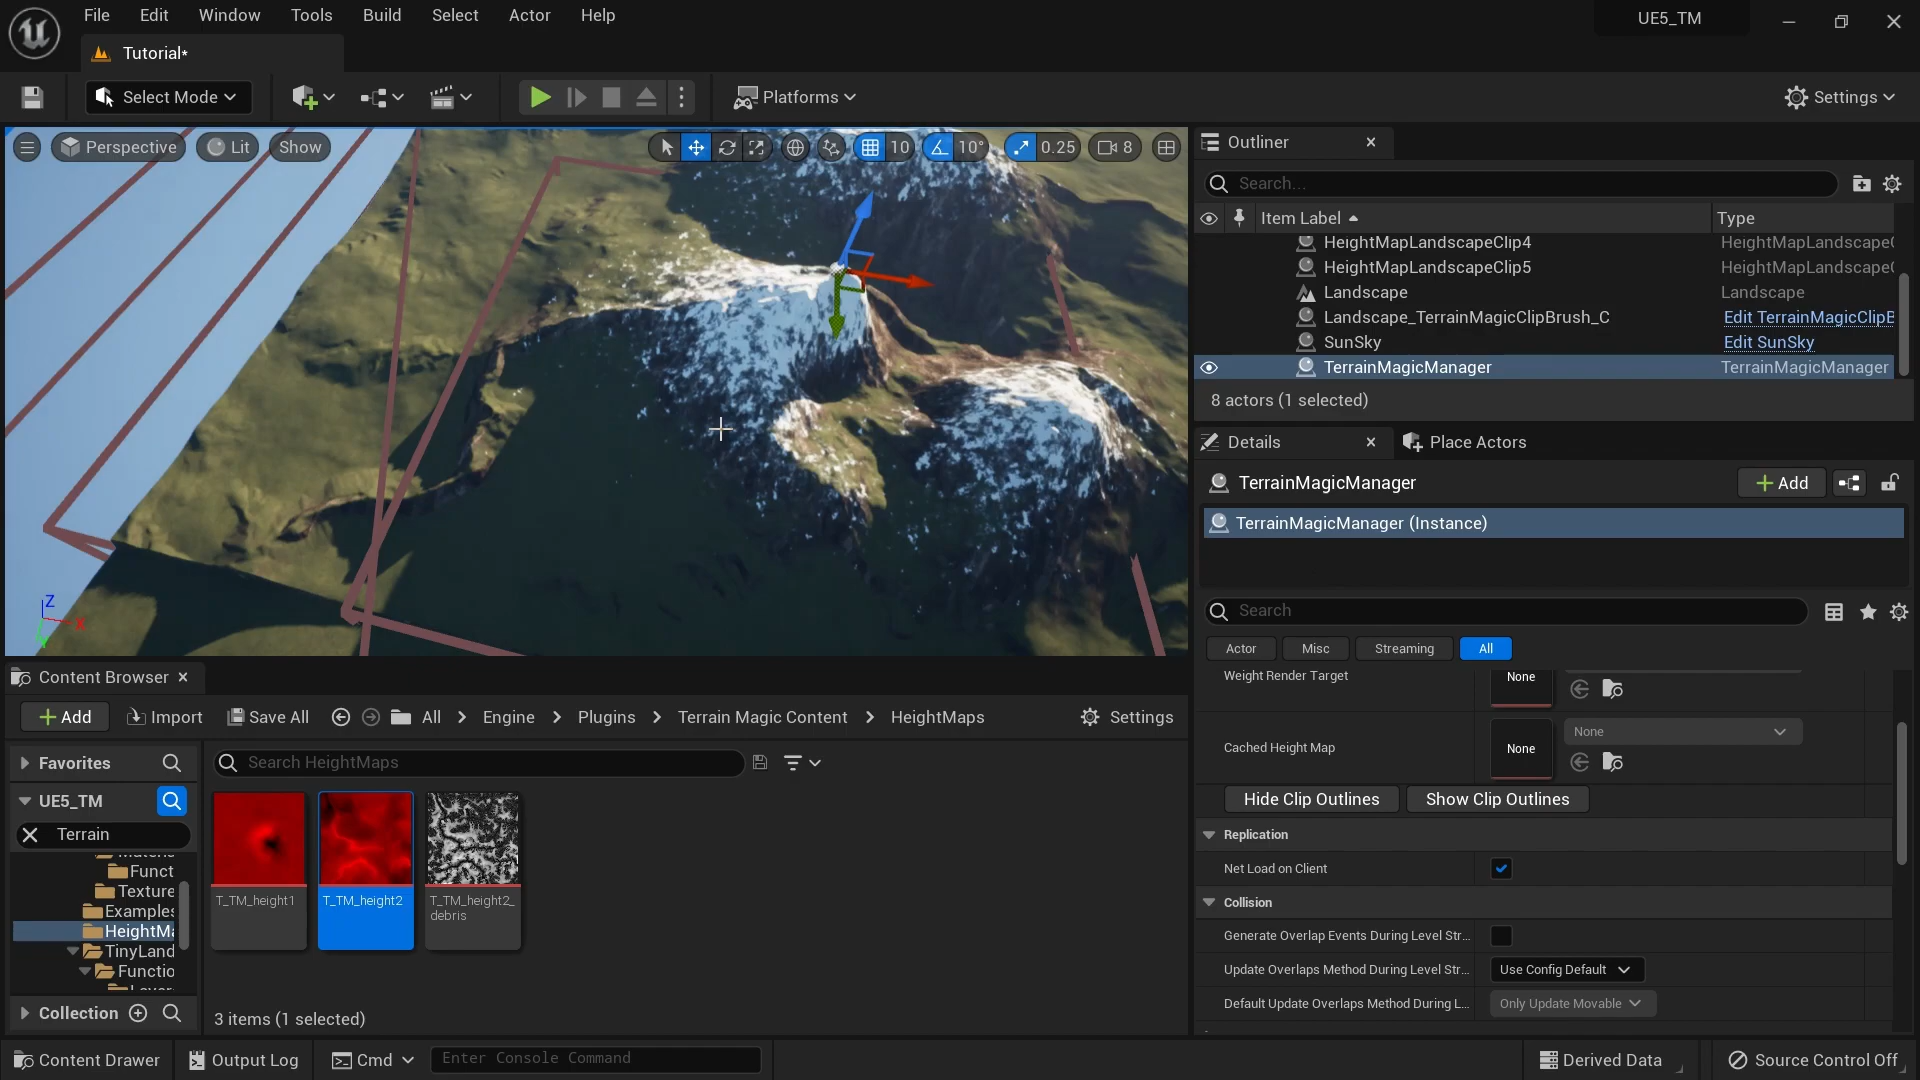 File Edit Window Tools Build Select Actor Help
UE5_TM
Tutorial*
Select Mode
Platforms
Settings
Perspective Lit Show
10 10° 0.25 8
Z
X
Outliner
Search...
Item Label Type
HeightMapLandscapeClip4 HeightMapLandscape
HeightMapLandscapeClip5 HeightMapLandscape
Landscape Landscape
Landscape_TerrainMagicClipBrush_C Edit TerrainMagicClipB
SunSky Edit SunSky
TerrainMagicManager TerrainMagicManager
8 actors (1 selected)
Details Place Actors
TerrainMagicManager
Add
TerrainMagicManager (Instance)
Search
Actor Misc Streaming All
Weight Render Target None
Cached Height Map None None
Hide Clip Outlines Show Clip Outlines
Replication
Net Load on Client
Collision
Generate Overlap Events During Level Str...
Update Overlaps Method During Level Str... Use Config Default
Default Update Overlaps Method During L... Only Update Movable
Content Browser
Add Import Save All All Engine Plugins Terrain Magic Content HeightMaps Settings
Favorites
Search HeightMaps
UE5_TM
Terrain
Funct
Texture
Examples
HeightMa
TinyLand
Functio
Collection
T_TM_height1
T_TM_height2
T_TM_height2_
debris
3 items (1 selected)
Content Drawer Output Log Cmd Enter Console Command Derived Data Source Control Off